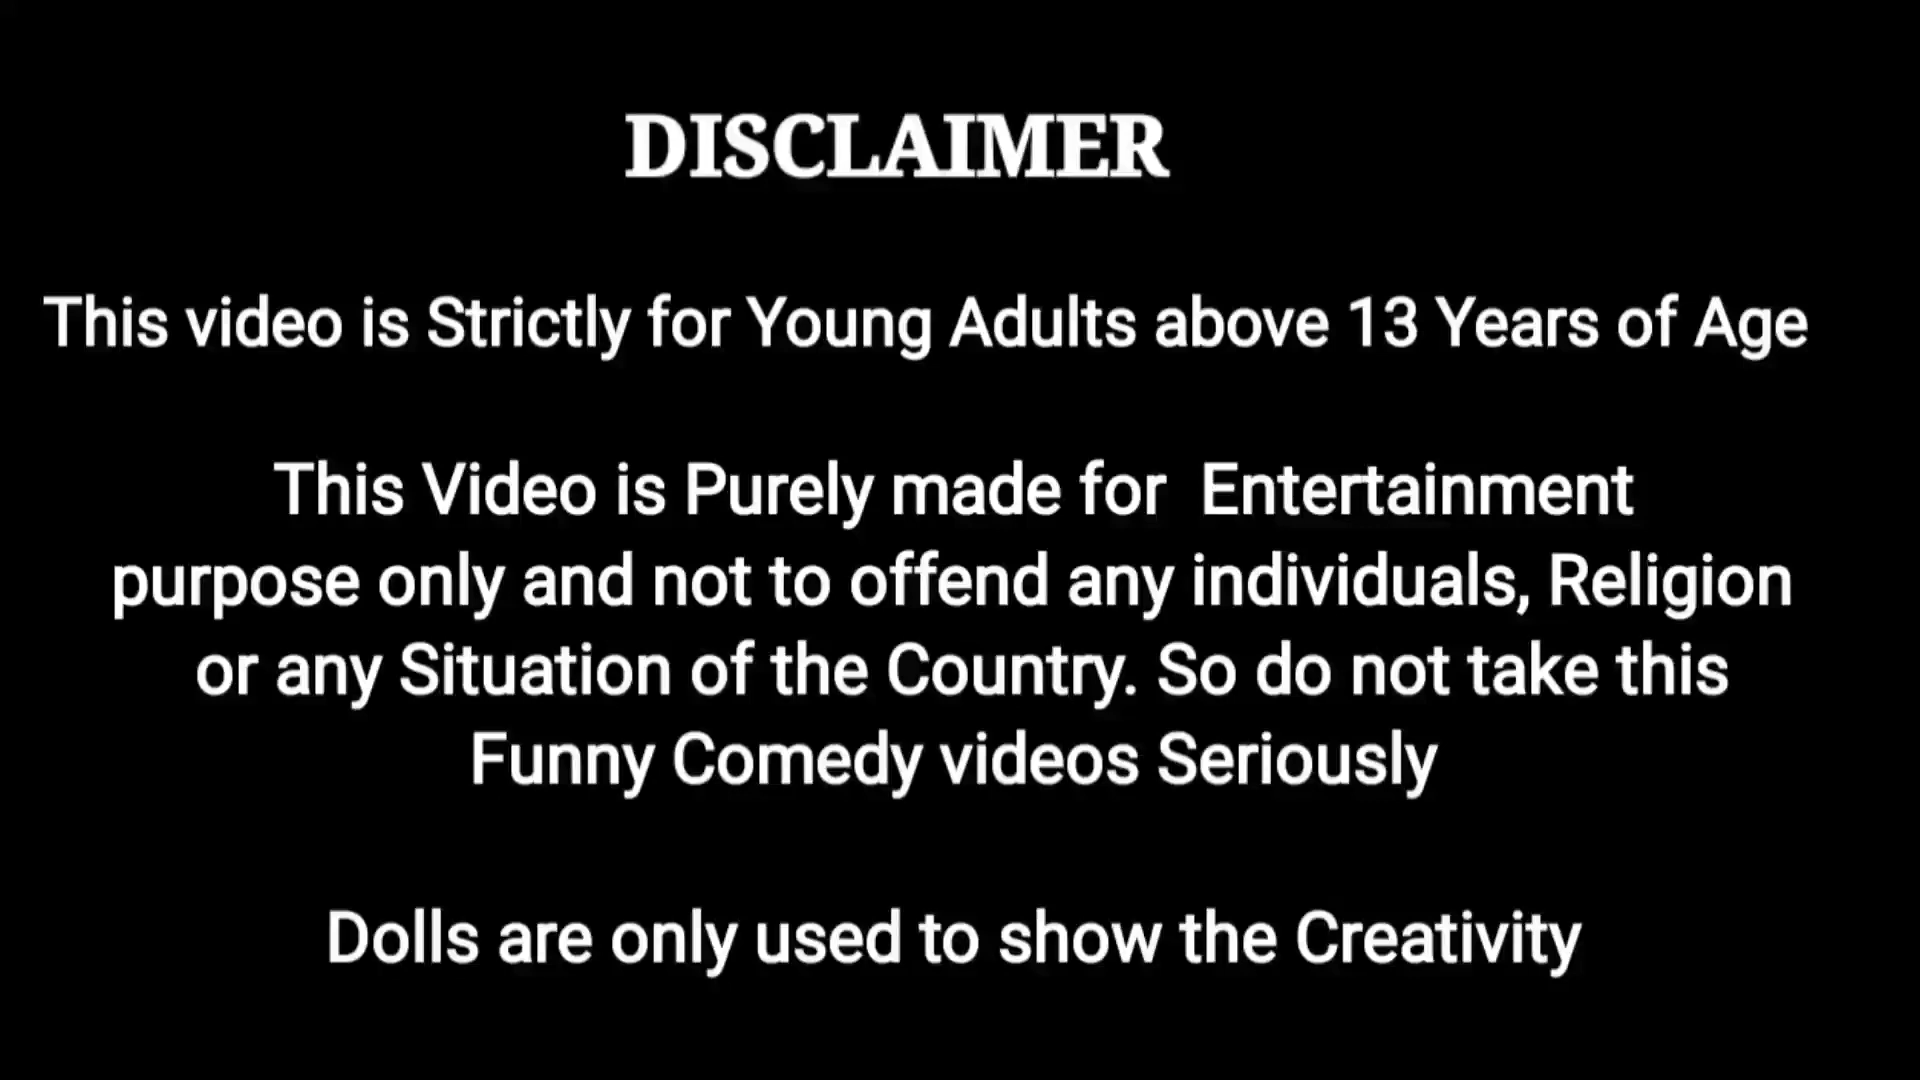 DISCLAIMER
This video is Strictly for Young Adults above 13 Years of Age
This Video is Purely made for  Entertainment
purpose only and not to offend any individuals, Religion
or any Situation of the Country. So do not take this
Funny Comedy videos Seriously
Dolls are only used to show the Creativity